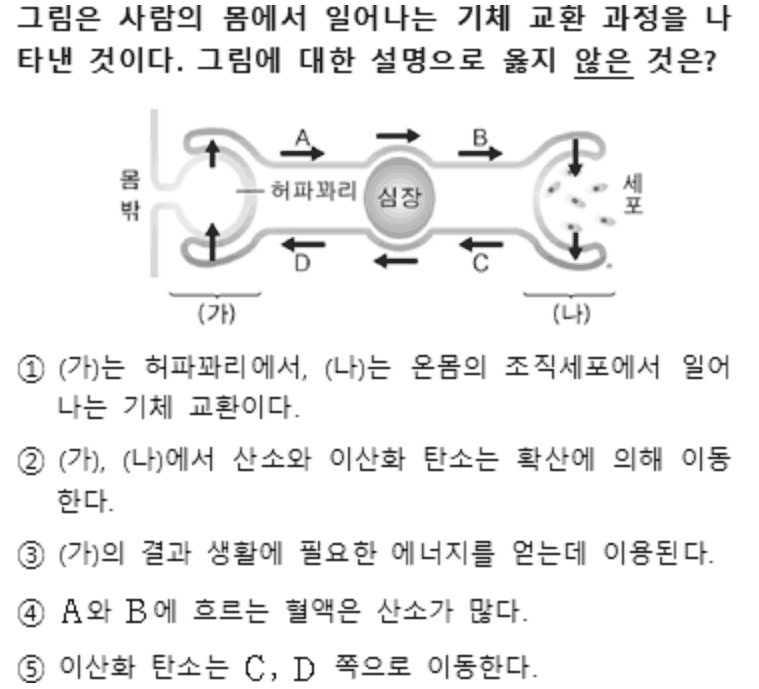 그림은 사람의 몸에서 일어나는 기체 교환 과정을 나
타낸 것이다. 그림에 대한 설명으로 옳지 않은 것은?
A
B
몸
밖
허파꽈리
심장
세
포
D
C
(가)
(나)
① (가)는 허파꽈리에서, (나)는 온몸의 조직세포에서 일어
나는 기체 교환이다.
② (가), (나)에서 산소와 이산화 탄소는 확산에 의해 이동
한다.
③ (가)의 결과 생활에 필요한 에너지를 얻는데 이용된다.
④ A와 B에 흐르는 혈액은 산소가 많다.
⑤ 이산화 탄소는 C, D 쪽으로 이동한다.